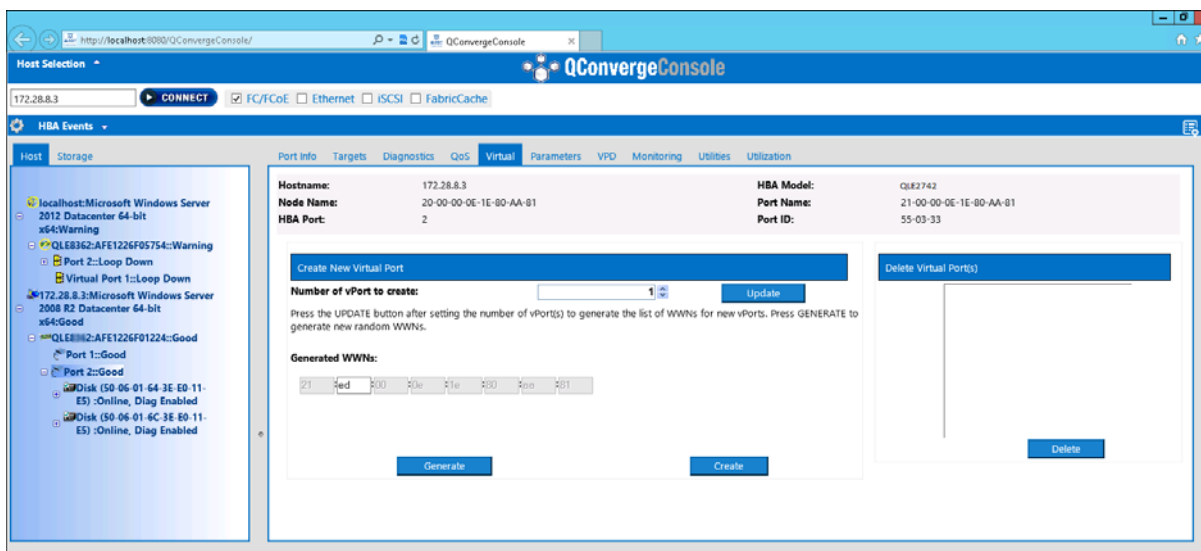 http://localhost:8080/QConvergeConsole/
QConvergeConsole
Host Selection
QConvergeConsole
172.28.8.3
CONNECT
FC/FCoE
Ethernet
iSCSI
FabricCache
HBA Events
Host
Storage
Port Info
Targets
Diagnostics
QoS
Virtual
Parameters
VPD
Monitoring
Utilities
Utilization
localhost:Microsoft Windows Server
2012 Datacenter 64-bit
x64:Warning
QLE8362:AFE1226F05754::Warning
Port 2::Loop Down
Virtual Port 1::Loop Down
172.28.8.3:Microsoft Windows Server
2008 R2 Datacenter 64-bit
x64:Good
Port 1::Good
Port 2::Good
Disk (50-06-01-64-3E-E0-11-
E5) :Online, Diag Enabled
Disk (50-06-01-6C-3E-E0-11-
E5) :Online, Diag Enabled
Hostname: 172.28.8.3
HBA Model: QLE2742
Node Name: 20-00-00-0E-1E-80-AA-81
Port Name: 21-00-00-0E-1E-80-AA-81
HBA Port: 2
Port ID: 55-03-33
Create New Virtual Port
Number of vPort to create: 1
Update
Press the UPDATE button after setting the number of vPort(s) to generate the list of WWNs for new vPorts. Press GENERATE to
generate new random WWNs.
Generated WWNs:
21 :ed :00 :0e :1e :80 :aa :81
Generate
Create
Delete Virtual Port(s)
Delete